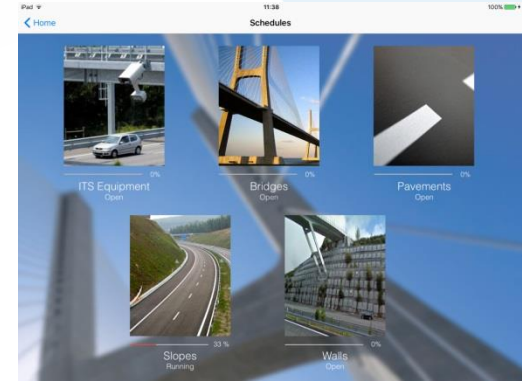 iPad
11:38
100%
Home
Schedules
0%
ITS Equipment
Open
0%
Bridges
Open
0%
Pavements
Open
33 %
Slopes
Running
0%
Walls
Open